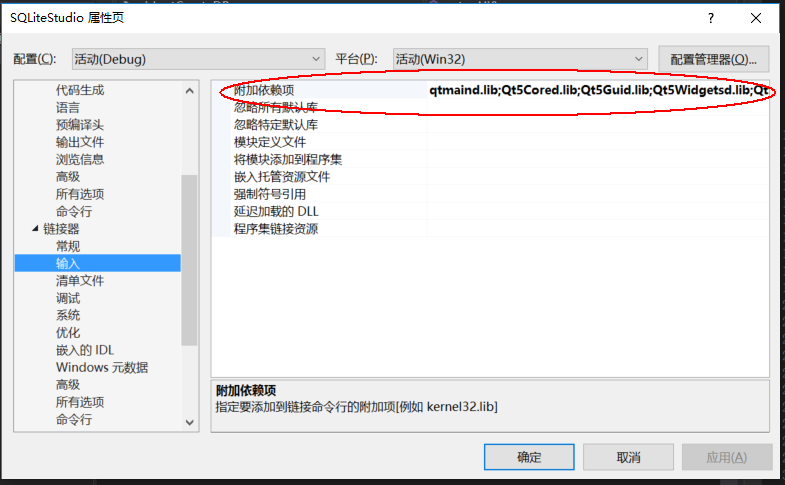 SQLiteStudio 属性页
配置(C): 活动(Debug) 平台(P): 活动(Win32) 配置管理器(O)...
代码生成
语言
预编译头
输出文件
浏览信息
高级
所有选项
命令行
链接器
常规
输入
清单文件
调试
系统
优化
嵌入的 IDL
Windows 元数据
高级
所有选项
命令行
附加依赖项 qtmaind.lib;Qt5Cored.lib;Qt5Guid.lib;Qt5Widgetsd.lib;Qt
忽略所有默认库
忽略特定默认库
模块定义文件
将模块添加到程序集
嵌入托管资源文件
强制符号引用
延迟加载的 DLL
程序集链接资源
附加依赖项
指定要添加到链接命令行的附加项[例如 kernel32.lib]
确定 取消 应用(A)